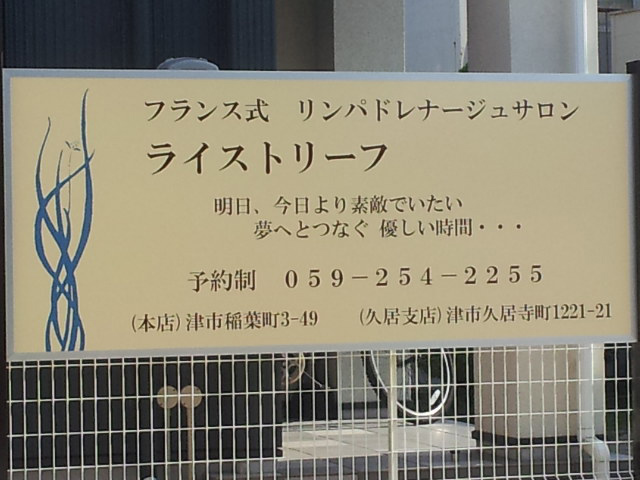 フランス式　リンパドレナージュサロン
ライストリーフ
明日、今日より素敵でいたい
夢へとつなぐ 優しい時間・・・
予約制　059－254－2255
(本店)津市稲葉町3-49　(久居支店)津市久居寺町1221-21